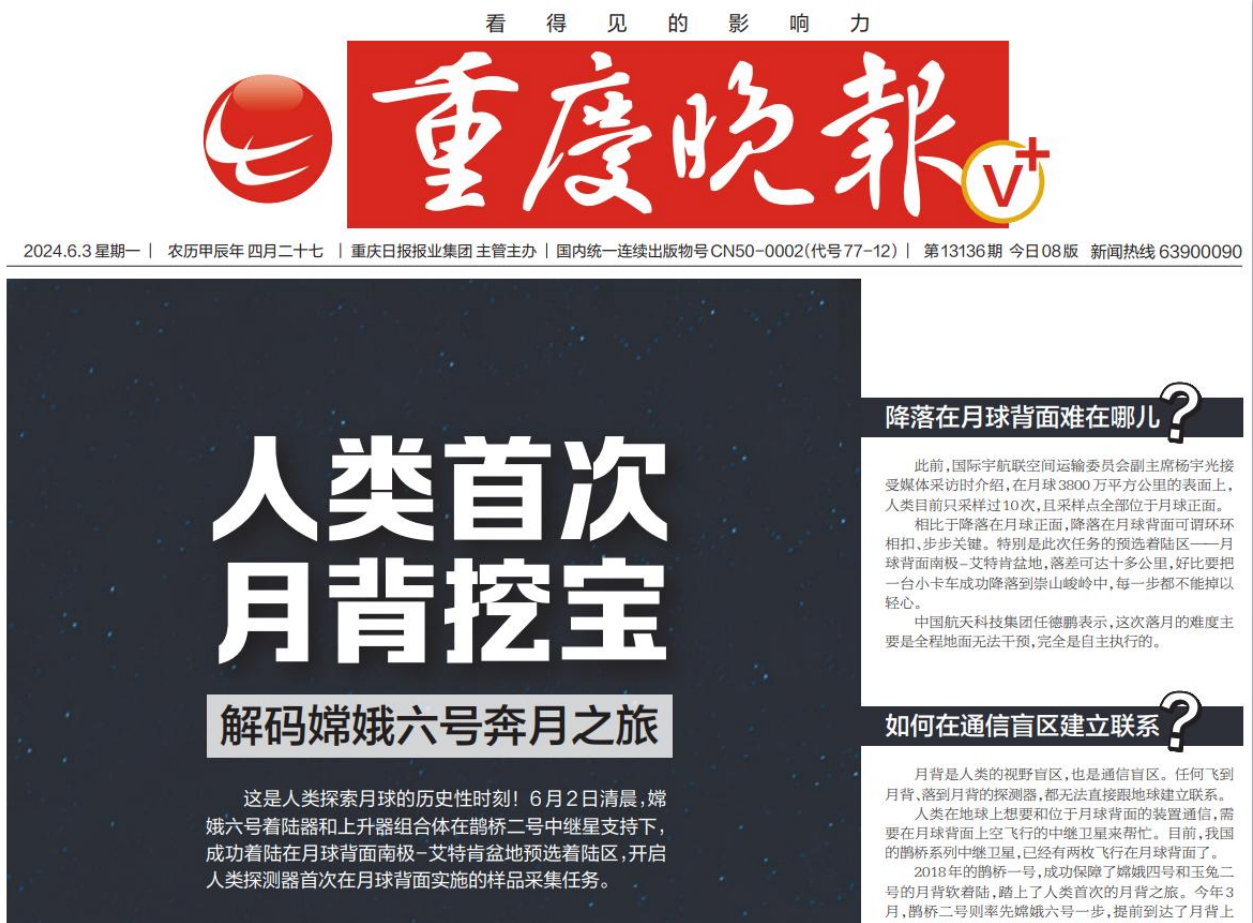 看得见的影响力
重慶晚報
V+
2024.6.3 星期一 | 农历甲辰年 四月二十七 | 重庆日报报业集团 主管主办 | 国内统一连续出版物号 CN50-0002(代号77-12) | 第13136期 今日08版 新闻热线 63900090
人类首次
月背挖宝
解码嫦娥六号奔月之旅
这是人类探索月球的历史性时刻！6月2日清晨,嫦
娥六号着陆器和上升器组合体在鹊桥二号中继星支持下,
成功着陆在月球背面南极-艾特肯盆地预选着陆区,开启
人类探测器首次在月球背面实施的样品采集任务。
降落在月球背面难在哪儿?
此前,国际宇航联空间运输委员会副主席杨宇光接
受媒体采访时介绍,在月球3800万平方公里的表面上,
人类目前只采样过10次,且采样点全部位于月球正面。
相比于降落在月球正面,降落在月球背面可谓环环
相扣、步步关键。特别是此次任务的预选着陆区——月
球背面南极-艾特肯盆地,落差可达十多公里,好比要把
一台小卡车成功降落到崇山峻岭中,每一步都不能掉以
轻心。
中国航天科技集团任德鹏表示,这次落月的难度主
要是全程地面无法干预,完全是自主执行的。
如何在通信盲区建立联系?
月背是人类的视野盲区,也是通信盲区。任何飞到
月背、落到月背的探测器,都无法直接跟地球建立联系。
人类在地球上想要和位于月球背面的装置通信,需
要在月球背面上空飞行的中继卫星来帮忙。目前,我国
的鹊桥系列中继卫星,已经有两枚飞行在月球背面了。
2018年的鹊桥一号,成功保障了嫦娥四号和玉兔二
号的月背软着陆,踏上了人类首次的月背之旅。今年3
月,鹊桥二号则率先嫦娥六号一步,提前到达了月背上